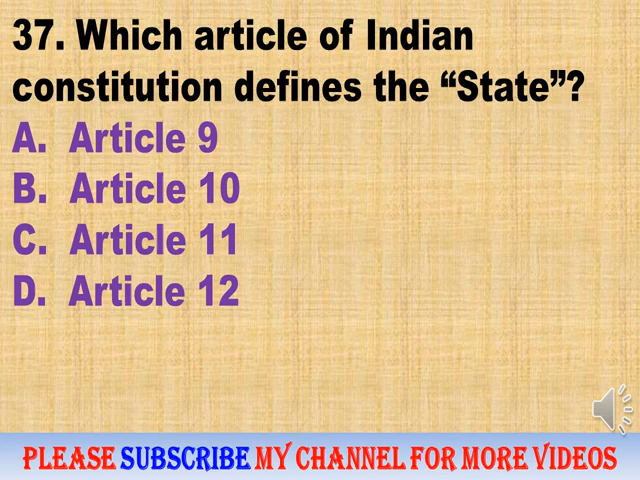 37. Which article of Indian
constitution defines the “State”?
A. Article 9
B. Article 10
C. Article 11
D. Article 12
PLEASE SUBSCRIBE MY CHANNEL FOR MORE VIDEOS